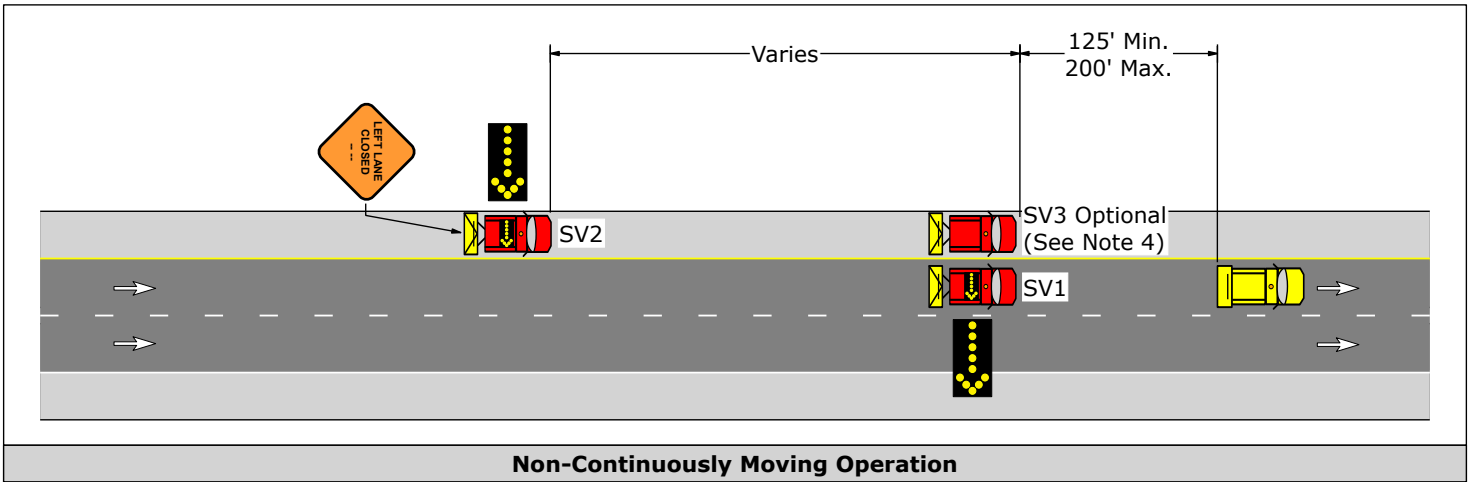 Varies
125' Min.
200' Max.
LEFT LANE
CLOSED
---
SV2
SV3 Optional
(See Note 4)
SV1
Non-Continuously Moving Operation